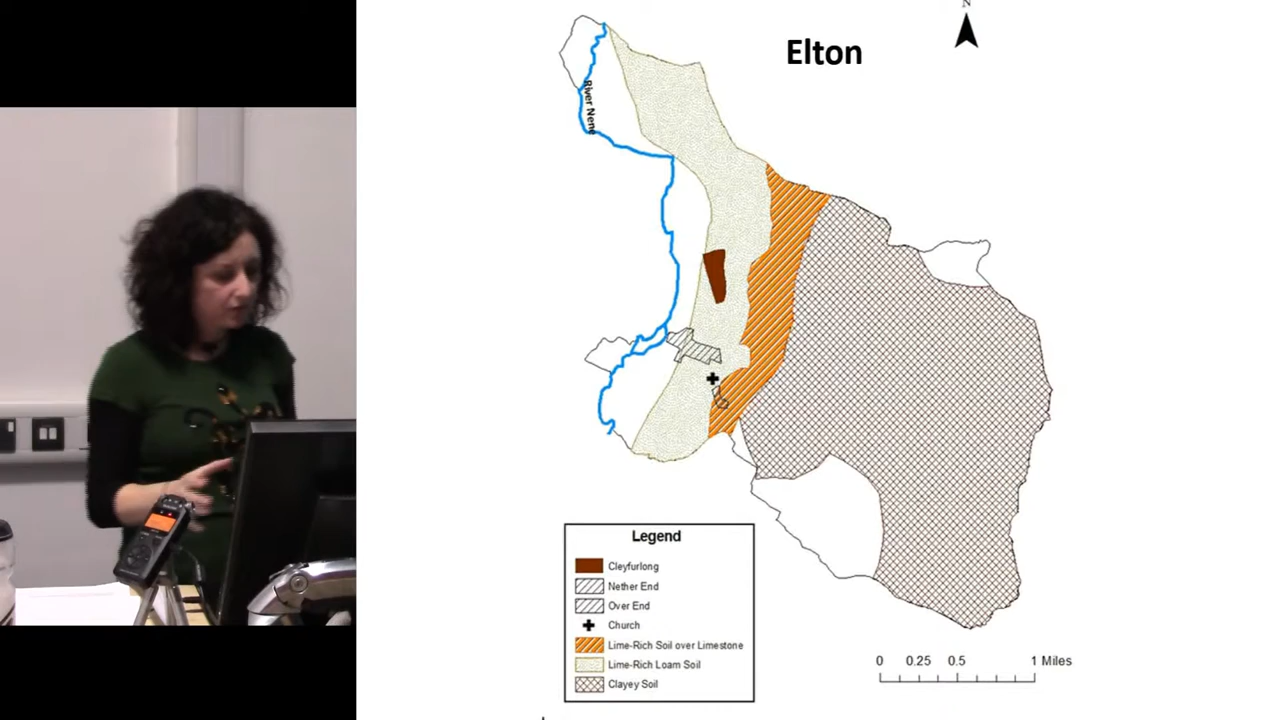 N
Elton
River Nene
Legend
Cleyfurlong
Nether End
Over End
Church
Lime-Rich Soil over Limestone
Lime-Rich Loam Soil
Clayey Soil
0 0.25 0.5 1 Miles